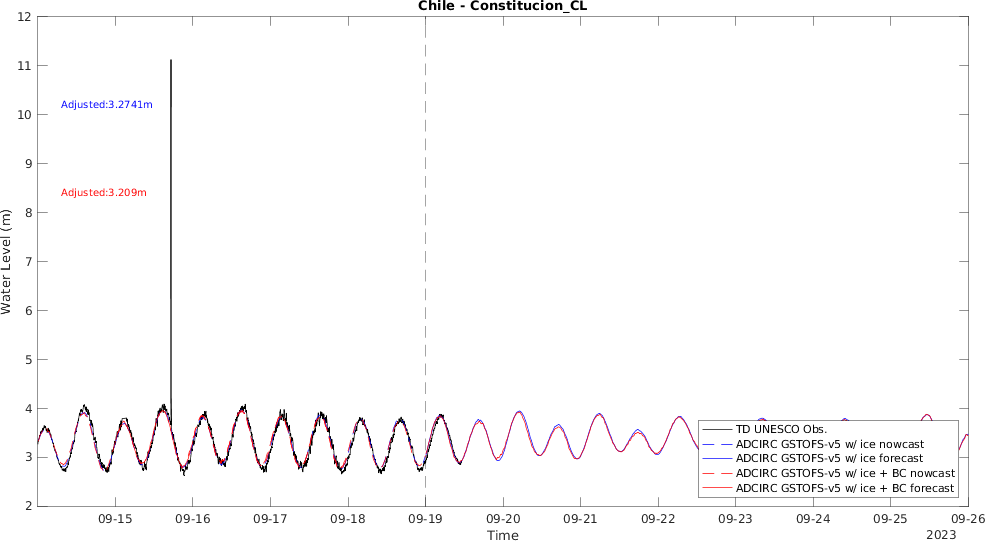 Chile - Constitucion_CL
12
11
10
9
8
7
6
5
4
3
2
Water Level (m)
Adjusted:3.2741m
Adjusted:3.209m
TD UNESCO Obs.
ADCIRC GSTOFS-v5 w/ ice nowcast
ADCIRC GSTOFS-v5 w/ ice forecast
ADCIRC GSTOFS-v5 w/ ice + BC nowcast
ADCIRC GSTOFS-v5 w/ ice + BC forecast
09-15 09-16 09-17 09-18 09-19 09-20 09-21 09-22 09-23 09-24 09-25 09-26
Time
2023